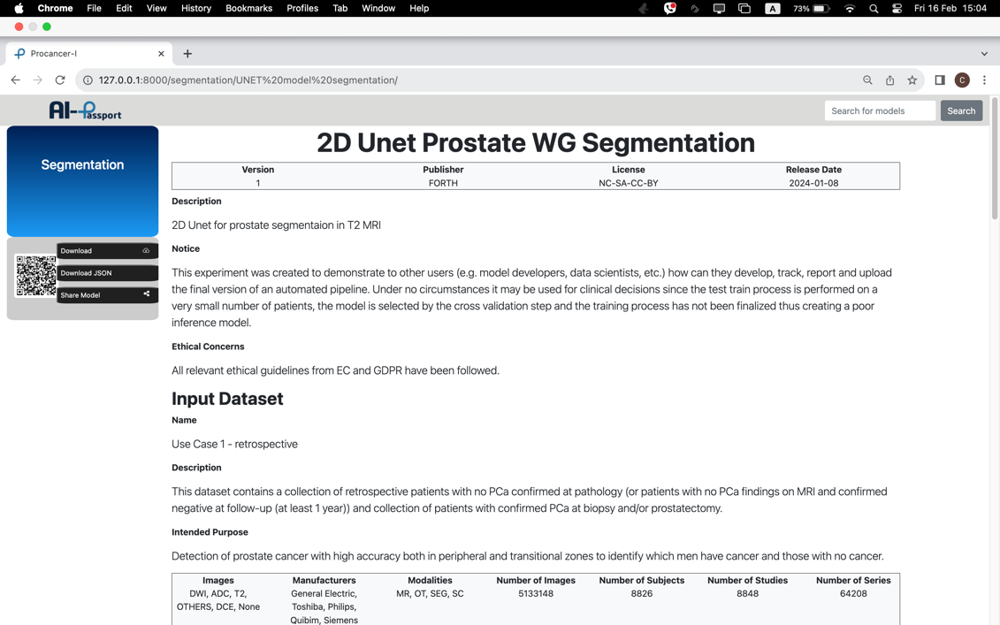 Chrome File Edit View History Bookmarks Profiles Tab Window Help A 73% Fri 16 Feb 15:04
Procancer-I
127.0.0.1:8000/segmentation/UNET%20model%20segmentation/ C
AI-Passport Search for models Search
Segmentation
Download
Download JSON
Share Model
2D Unet Prostate WG Segmentation
Version Publisher License Release Date
1 FORTH NC-SA-CC-BY 2024-01-08
Description
2D Unet for prostate segmentaion in T2 MRI
Notice
This experiment was created to demonstrate to other users (e.g. model developers, data scientists, etc.) how can they develop, track, report and upload
the final version of an automated pipeline. Under no circumstances it may be used for clinical decisions since the test train process is performed on a
very small number of patients, the model is selected by the cross validation step and the training process has not been finalized thus creating a poor
inference model.
Ethical Concerns
All relevant ethical guidelines from EC and GDPR have been followed.
Input Dataset
Name
Use Case 1 - retrospective
Description
This dataset contains a collection of retrospective patients with no PCa confirmed at pathology (or patients with no PCa findings on MRI and confirmed
negative at follow-up (at least 1 year)) and collection of patients with confirmed PCa at biopsy and/or prostatectomy.
Intended Purpose
Detection of prostate cancer with high accuracy both in peripheral and transitional zones to identify which men have cancer and those with no cancer.
Images Manufacturers Modalities Number of Images Number of Subjects Number of Studies Number of Series
DWI, ADC, T2, General Electric, MR, OT, SEG, SC 5133148 8826 8848 64208
OTHERS, DCE, None Toshiba, Philips,
Quibim, Siemens